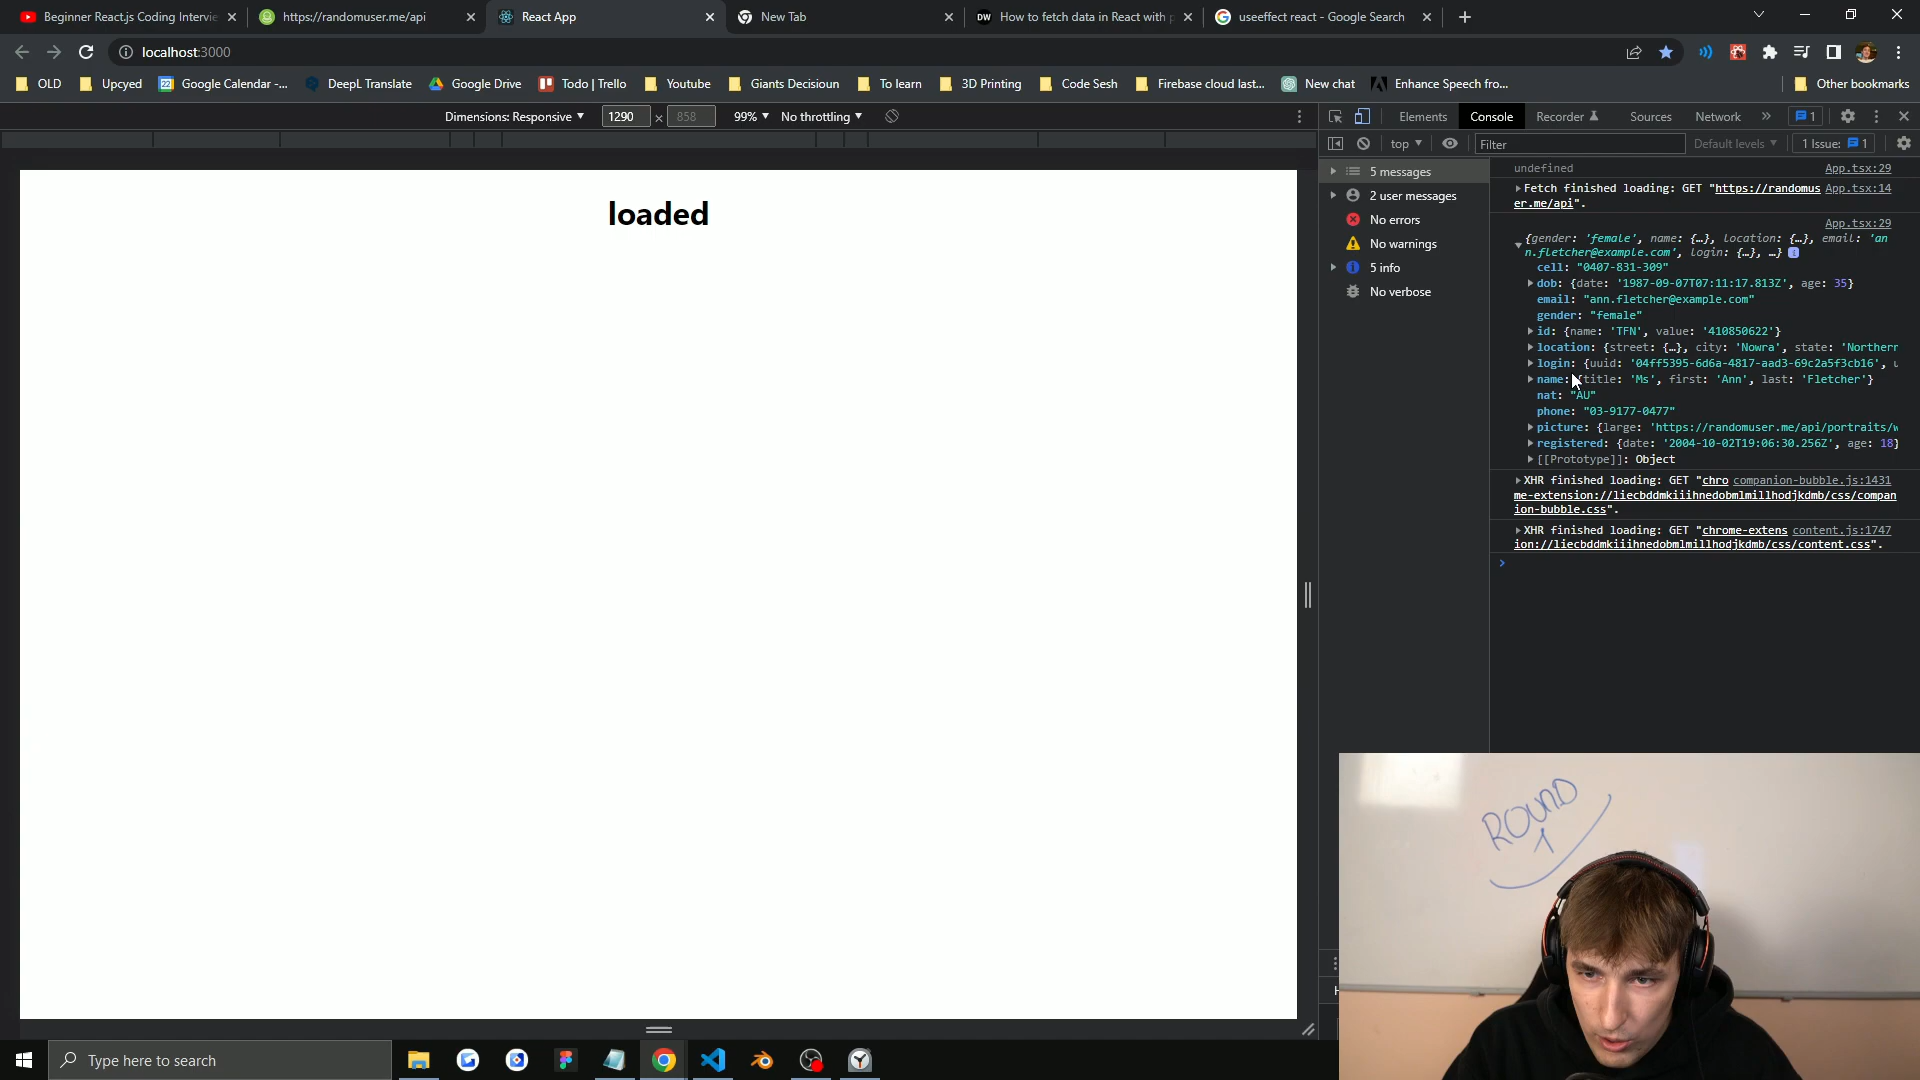 Beginner React.js Coding Intervie
https://randomuser.me/api
React App
New Tab
How to fetch data in React with p
useeffect react - Google Search
localhost:3000
OLD
Upcyed
Google Calendar -...
DeepL Translate
Google Drive
Todo | Trello
Youtube
Giants Decisioun
To learn
3D Printing
Code Sesh
Firebase cloud last...
New chat
Enhance Speech fro...
Other bookmarks
Dimensions: Responsive
1290 × 858
99%
No throttling
Elements
Console
Recorder
Sources
Network
1
top
Filter
Default levels
1 Issue: 1
loaded
5 messages
2 user messages
No errors
No warnings
5 info
No verbose
undefined App.tsx:29
Fetch finished loading: GET "https://randomus App.tsx:14
er.me/api".
App.tsx:29
{gender: 'female', name: {…}, location: {…}, email: 'an
n.fletcher@example.com', login: {…}, …}
cell: "0407-831-309"
dob: {date: '1987-09-07T07:11:17.813Z', age: 35}
email: "ann.fletcher@example.com"
gender: "female"
id: {name: 'TFN', value: '410850622'}
location: {street: {…}, city: 'Nowra', state: 'Northern
login: {uuid: '04ff5395-6d6a-4817-aad3-69c2a5f3cb16', u
name: {title: 'Ms', first: 'Ann', last: 'Fletcher'}
nat: "AU"
phone: "03-9177-0477"
picture: {large: 'https://randomuser.me/api/portraits/w
registered: {date: '2004-10-02T19:06:30.256Z', age: 18}
[[Prototype]]: Object
XHR finished loading: GET "chro companion-bubble.js:1431
me-extension://liecbddmkiiihnedobmlmillhodjkdmb/css/compan
ion-bubble.css".
XHR finished loading: GET "chrome-extens content.js:1747
ion://liecbddmkiiihnedobmlmillhodjkdmb/css/content.css".
ROUND
1
Type here to search